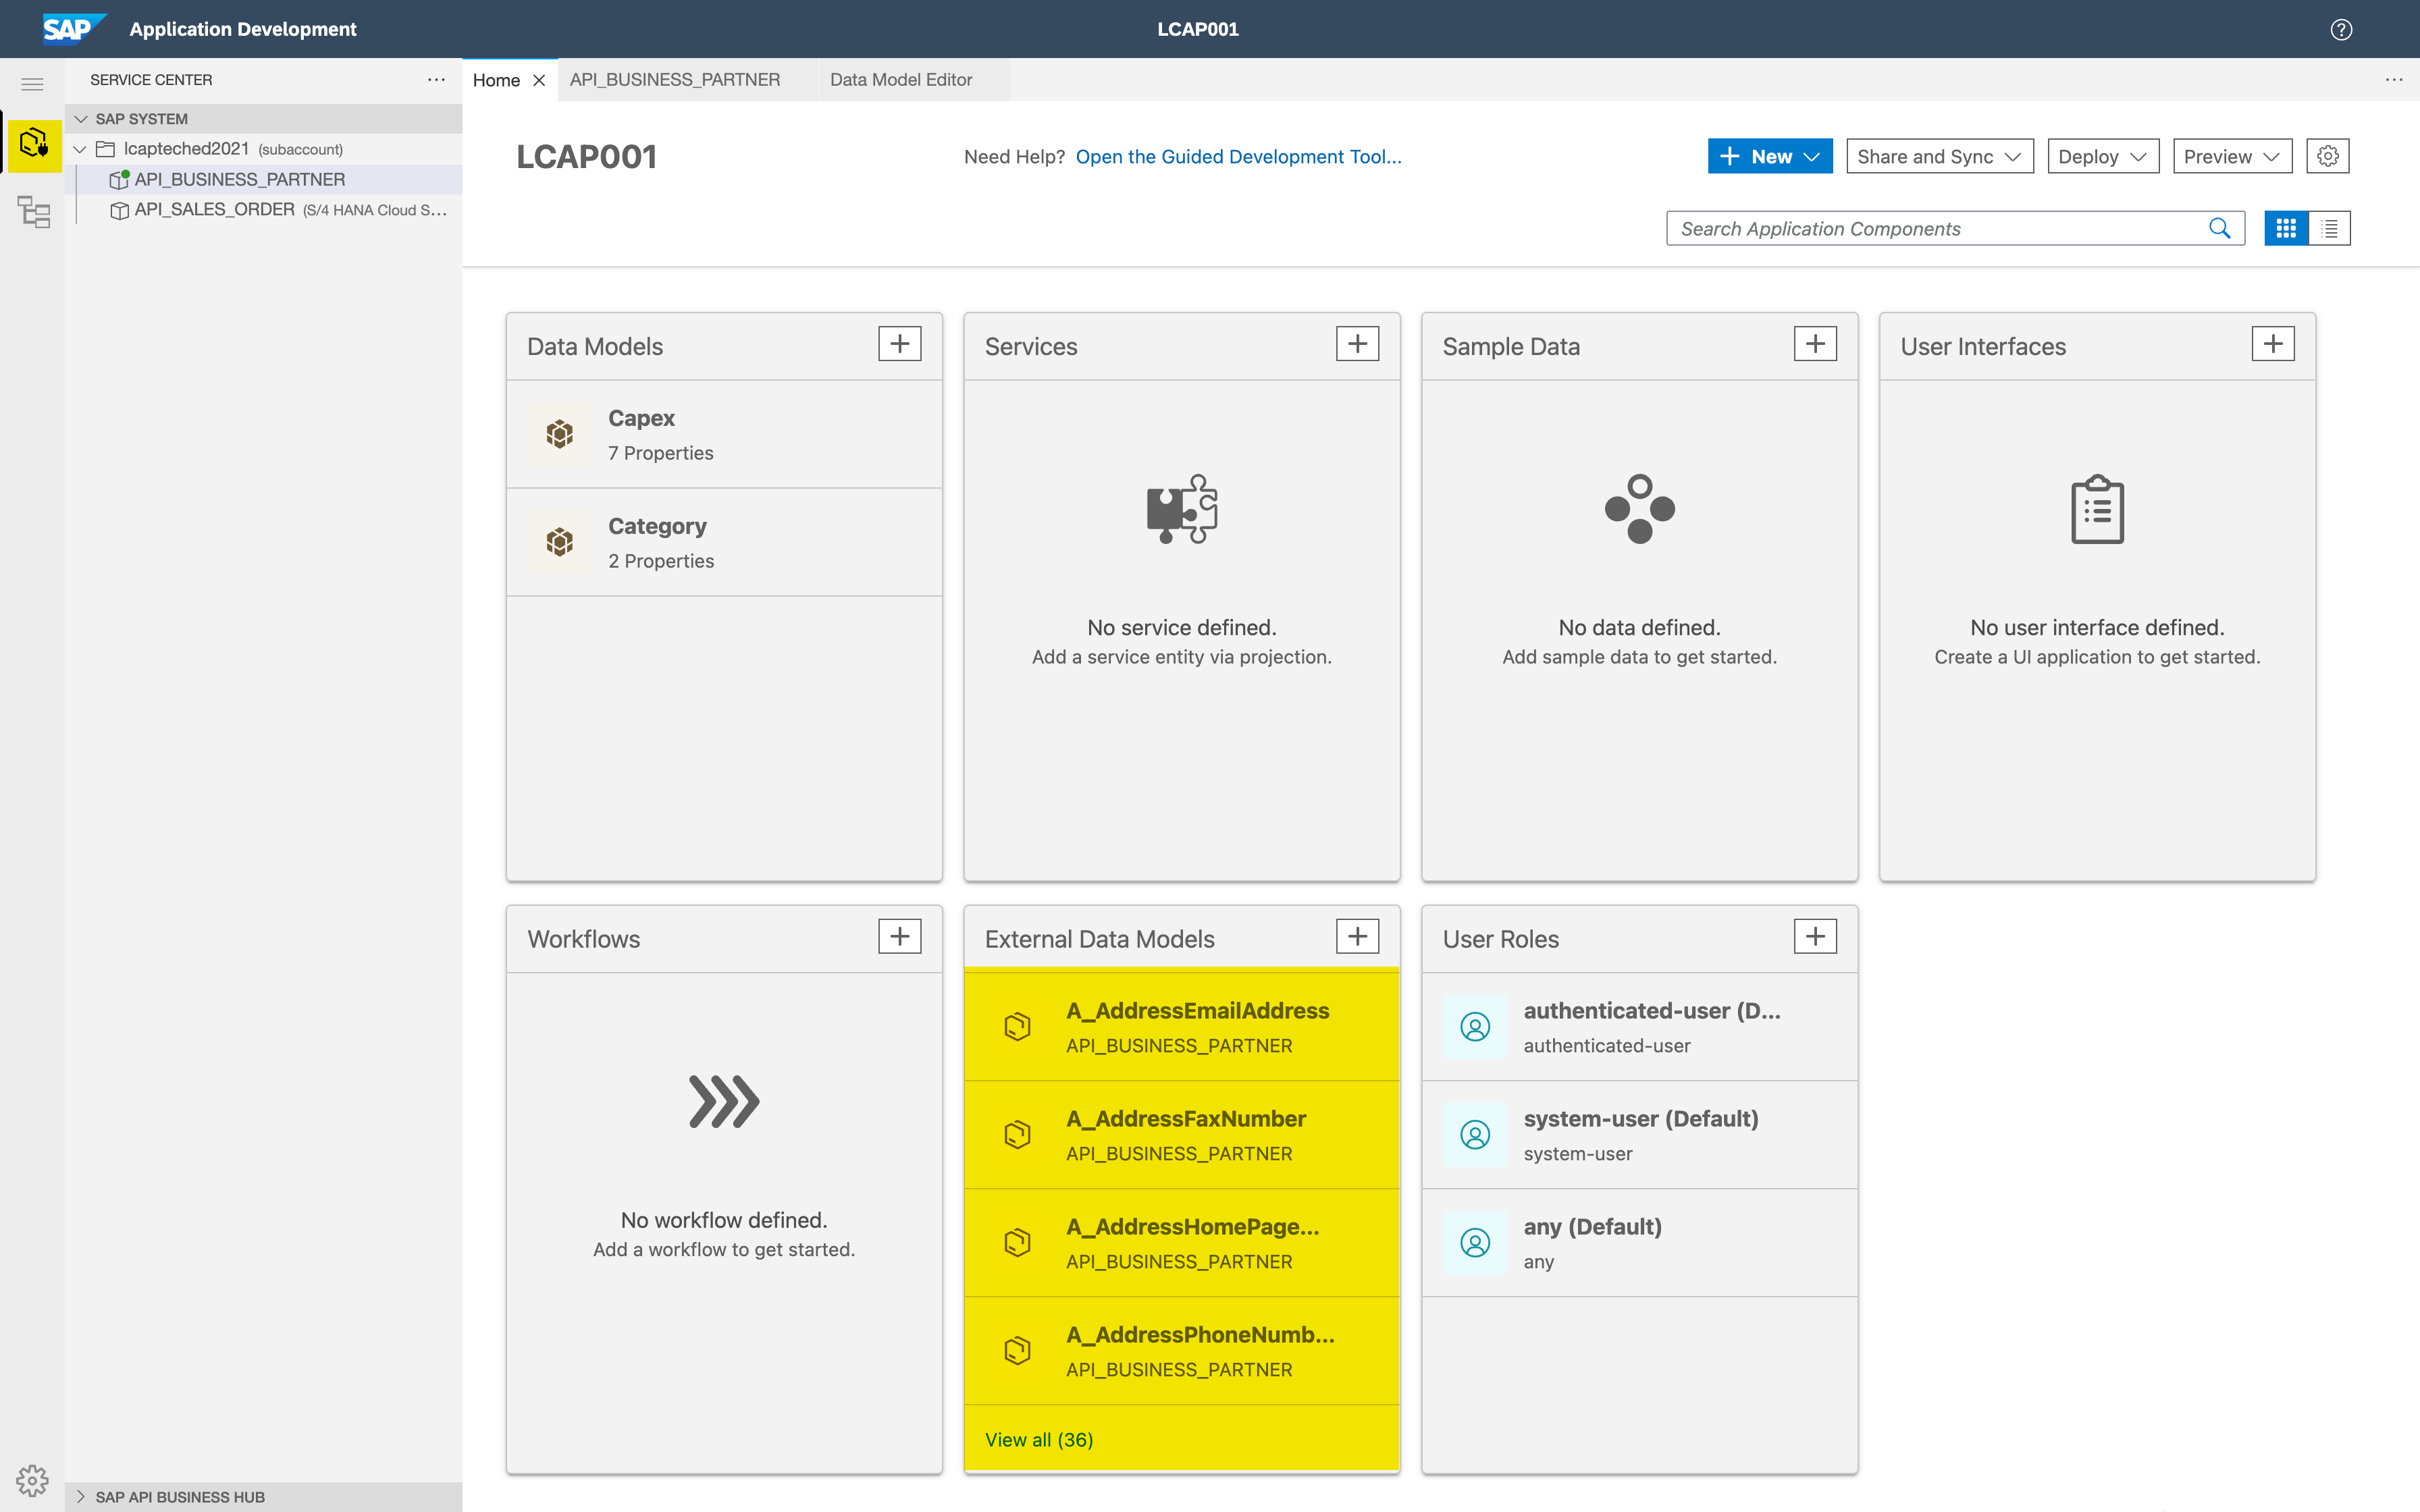 SAP Application Development
LCAP001
SERVICE CENTER
SAP SYSTEM
lcapteched2021 (subaccount)
API_BUSINESS_PARTNER
API_SALES_ORDER (S/4 HANA Cloud S...
SAP API BUSINESS HUB
Home
API_BUSINESS_PARTNER
Data Model Editor
LCAP001
Need Help? Open the Guided Development Tool...
New
Share and Sync
Deploy
Preview
Search Application Components
Data Models
Capex
7 Properties
Category
2 Properties
Services
No service defined.
Add a service entity via projection.
Sample Data
No data defined.
Add sample data to get started.
User Interfaces
No user interface defined.
Create a UI application to get started.
Workflows
No workflow defined.
Add a workflow to get started.
External Data Models
A_AddressEmailAddress
API_BUSINESS_PARTNER
A_AddressFaxNumber
API_BUSINESS_PARTNER
A_AddressHomePage...
API_BUSINESS_PARTNER
A_AddressPhoneNumb...
API_BUSINESS_PARTNER
View all (36)
User Roles
authenticated-user (D...
authenticated-user
system-user (Default)
system-user
any (Default)
any